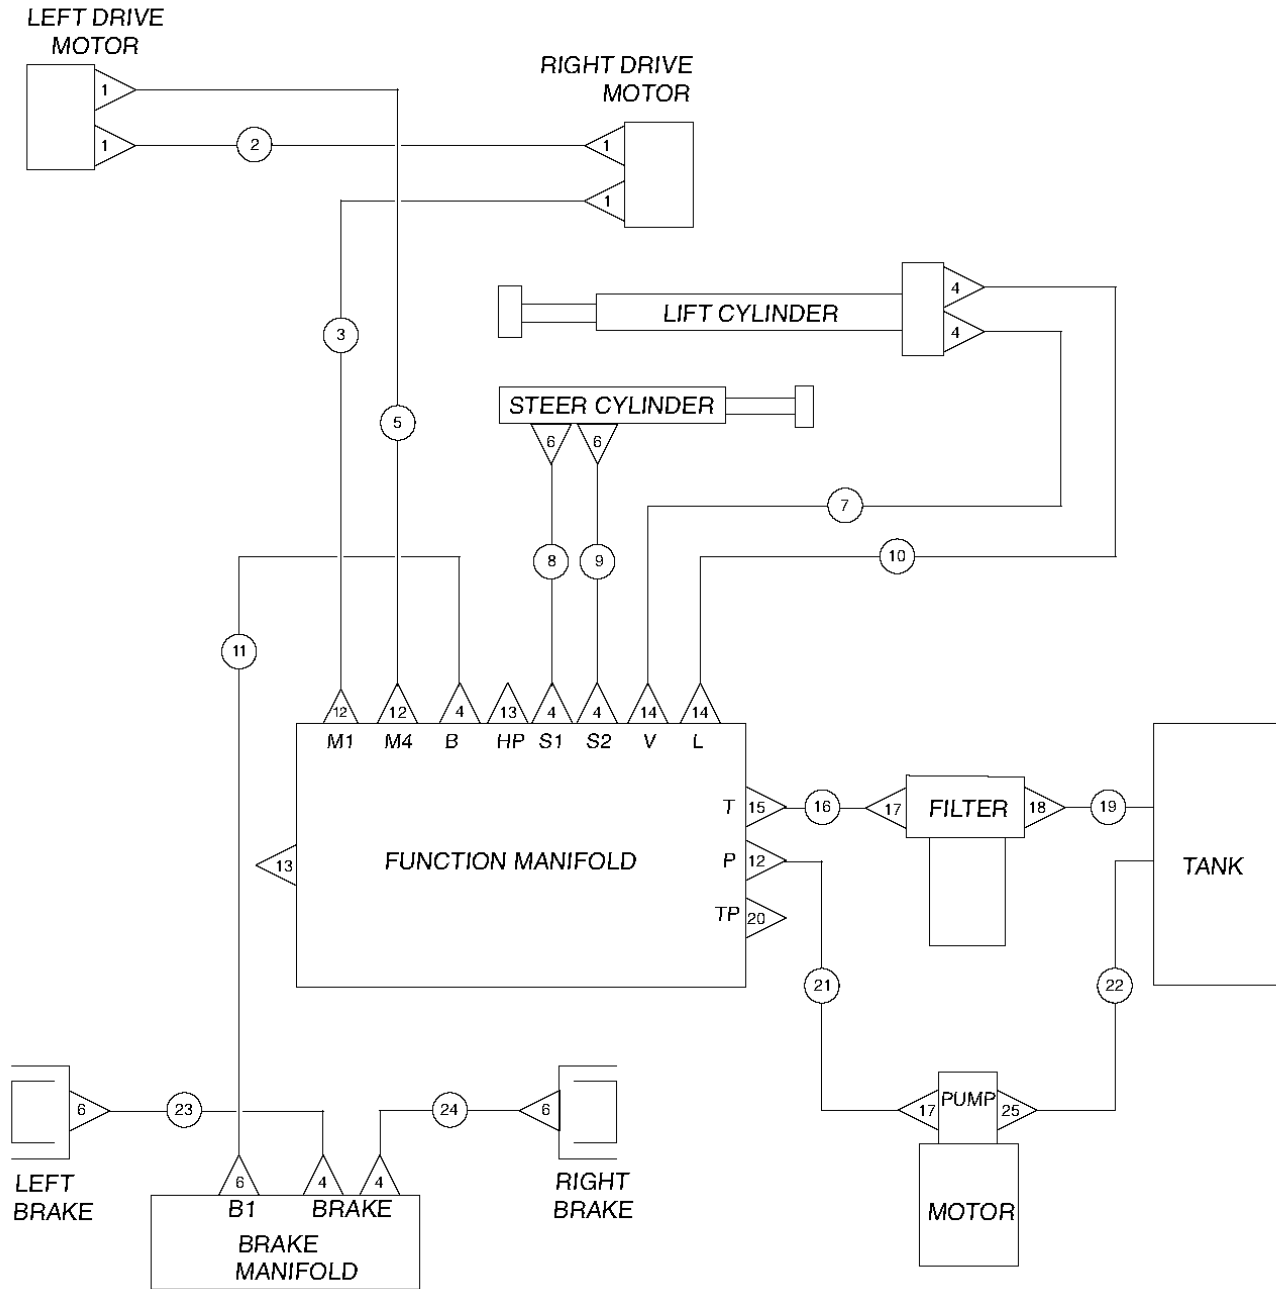 LEFT DRIVE
MOTOR
RIGHT DRIVE
MOTOR
1
1
2
1
1
3
LIFT CYLINDER
4
4
STEER CYLINDER
5
6
6
7
8
9
10
11
12
12
4
13
4
4
14
14
M1
M4
B
HP
S1
S2
V
L
T
15
16
17
FILTER
18
19
13
FUNCTION MANIFOLD
P
12
TANK
TP
20
21
22
6
23
24
6
17
PUMP
25
LEFT
BRAKE
6
4
4
RIGHT
BRAKE
B1
BRAKE
MOTOR
BRAKE
MANIFOLD